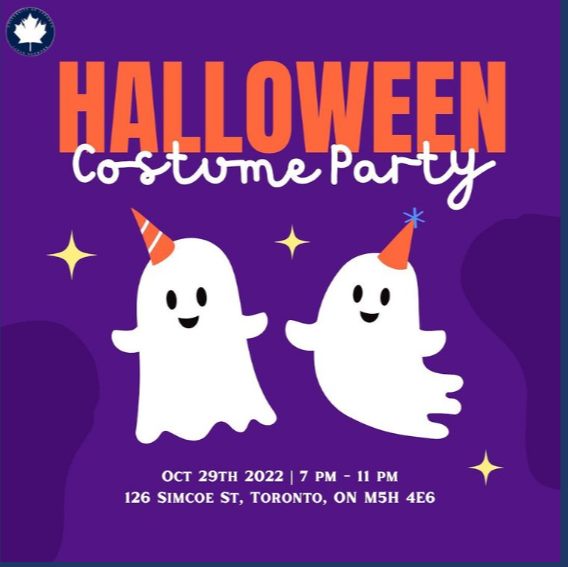 HALLOWEEN
Costume Party
OCT 29TH 2022 | 7 PM - 11 PM
126 SIMCOE ST, TORONTO, ON M5H 4E6